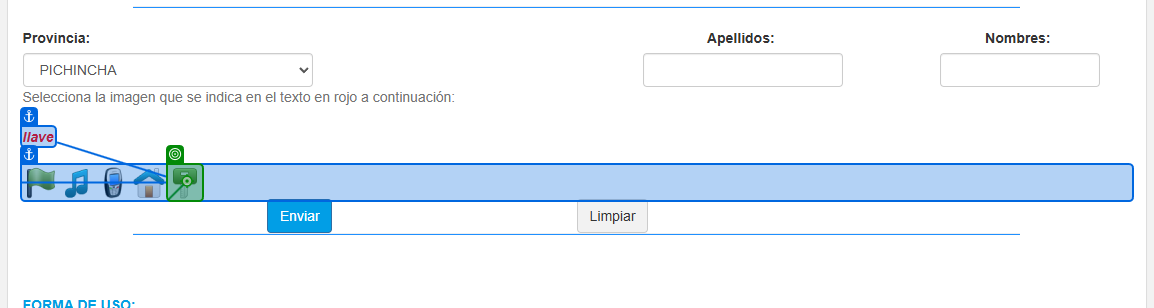 Provincia:
Apellidos:
Nombres:
PICHINCHA
Selecciona la imagen que se indica en el texto en rojo a continuación:
llave
Enviar
Limpiar
FORMA DE USO: